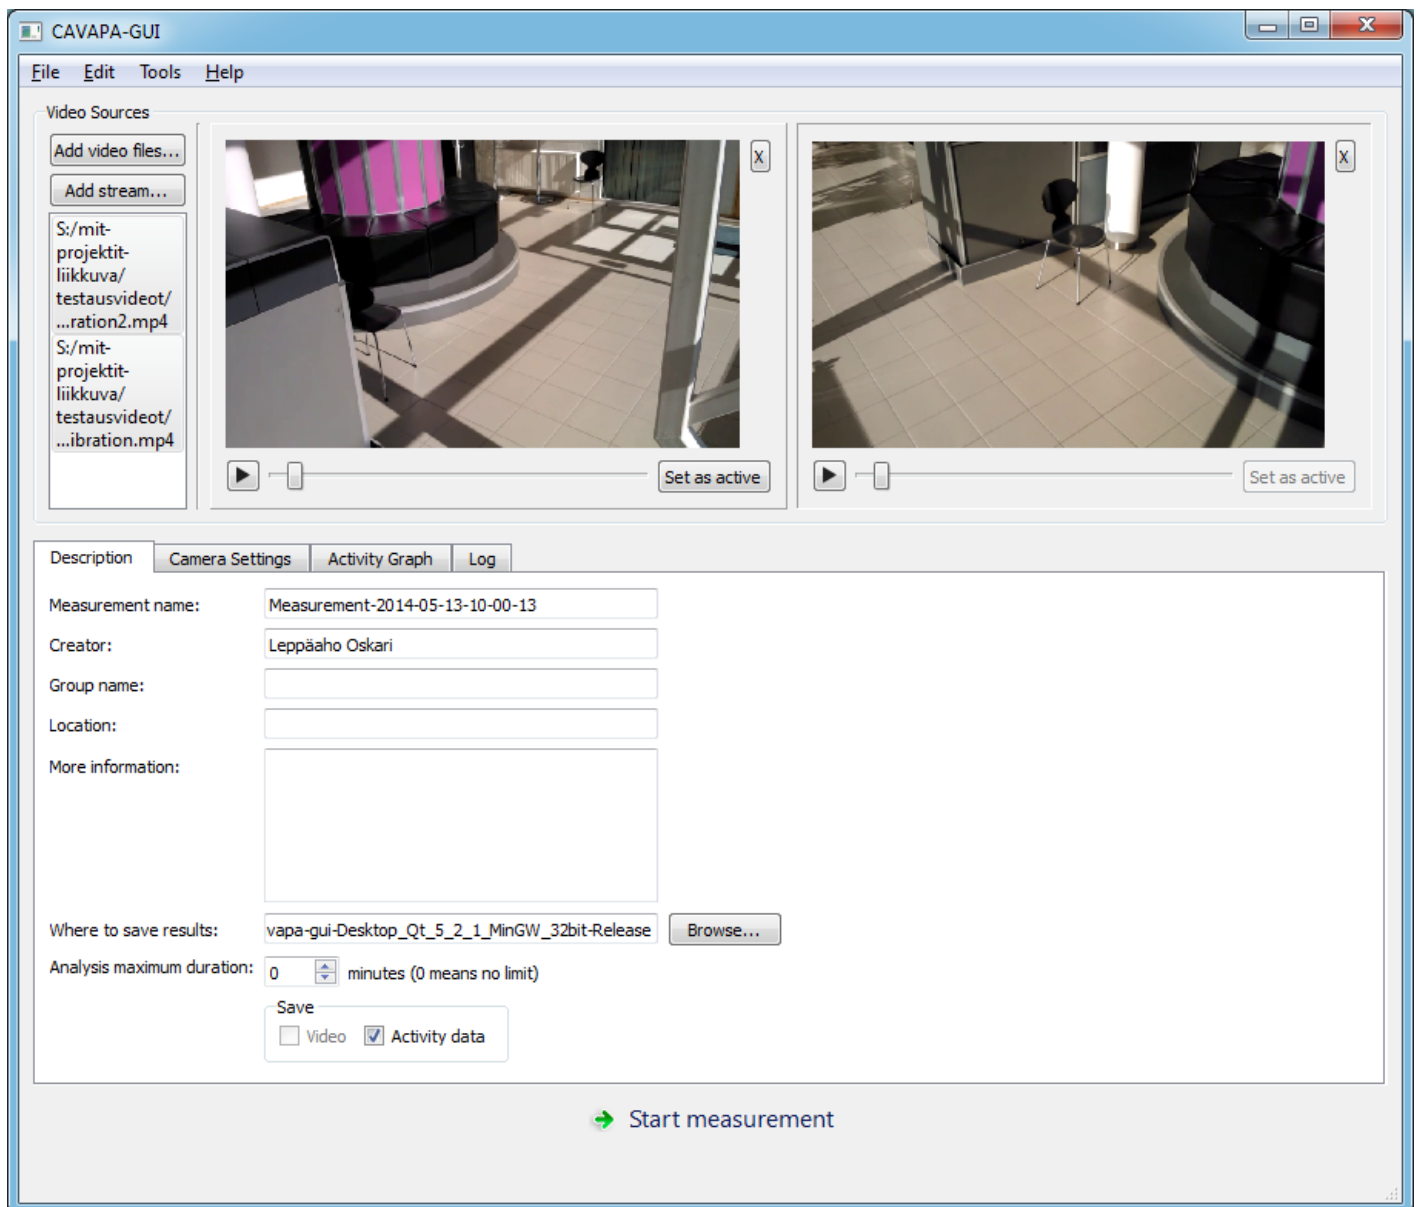 CAVAPA-GUI
File Edit Tools Help
Video Sources
Add video files...
Add stream...
S:/mit-
projektit-
liikkuva/
testausvideot/
...ration2.mp4
S:/mit-
projektit-
liikkuva/
testausvideot/
...ibration.mp4
X
Set as active
X
Set as active
Description Camera Settings Activity Graph Log
Measurement name: Measurement-2014-05-13-10-00-13
Creator: Leppäaho Oskari
Group name:
Location:
More information:
Where to save results: vapa-gui-Desktop_Qt_5_2_1_MinGW_32bit-Release Browse...
Analysis maximum duration: 0 minutes (0 means no limit)
Save
Video Activity data
Start measurement